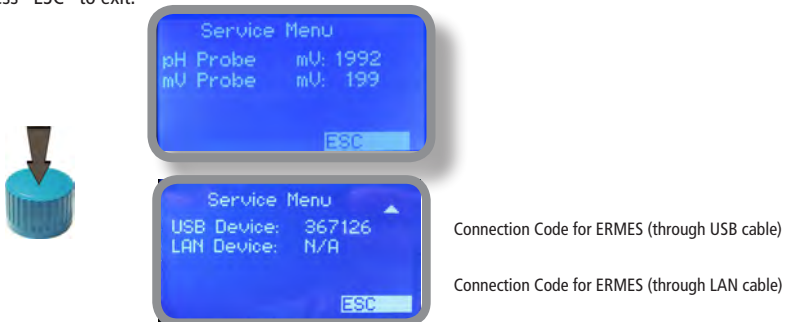 "ESC" to exit.
Service Menu
pH Probe mV: 1992
mV Probe mV: 199
ESC
Service Menu
USB Device: 367126
LAN Device: N/A
ESC
Connection Code for ERMES (through USB cable)
Connection Code for ERMES (through LAN cable)